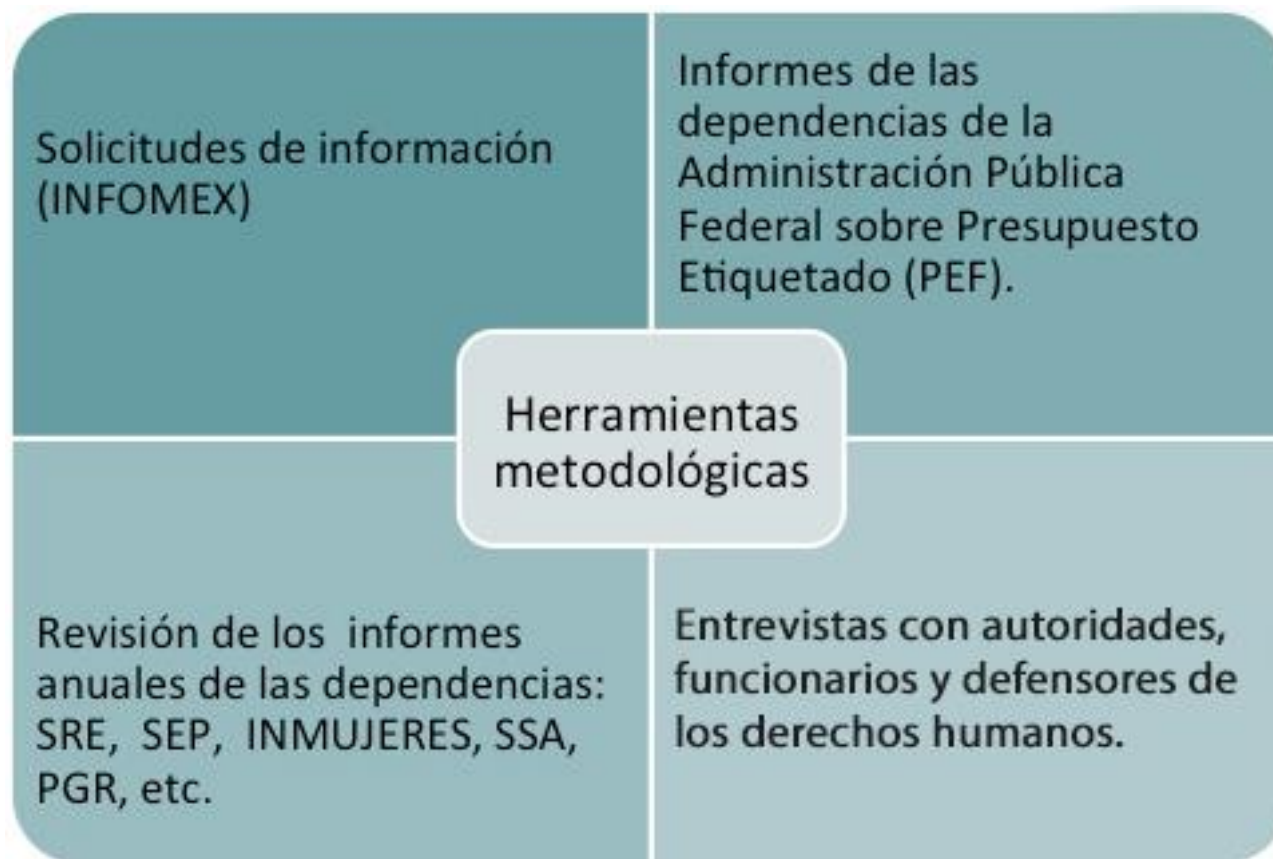 Solicitudes de información
(INFOMEX)
Informes de las
dependencias de la
Administración Pública
Federal sobre Presupuesto
Etiquetado (PEF).
Herramientas
metodológicas
Revisión de los informes
anuales de las dependencias:
SRE, SEP, INMUJERES, SSA,
PGR, etc.
Entrevistas con autoridades,
funcionarios y defensores de
los derechos humanos.